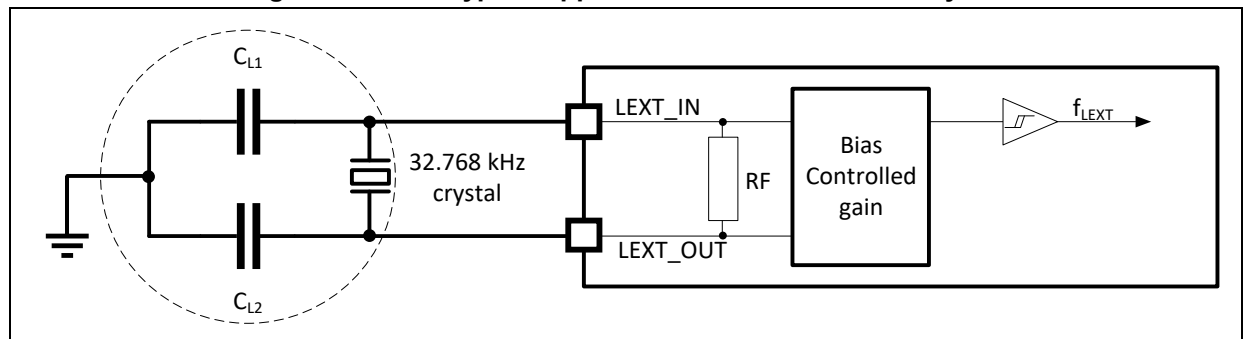 CL1
LEXT_IN
fLEXT
32.768 kHz
crystal
RF
Bias
Controlled
gain
LEXT_OUT
CL2